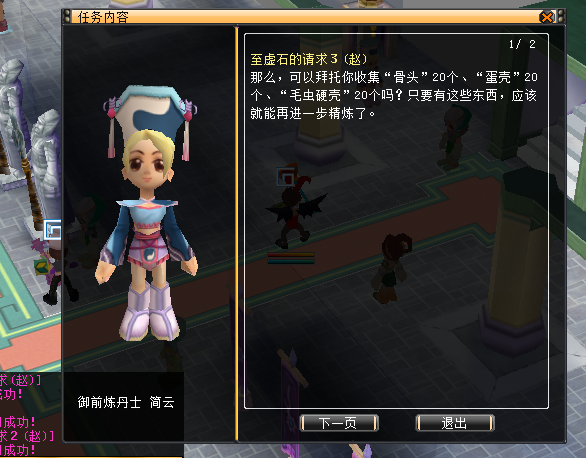 任务内容
1/ 2
至虚石的请求3(赵)
那么,可以拜托你收集“骨头”20个、“蛋壳”20
个、“毛虫硬壳”20个吗?只要有这些东西,应该
就能再进一步精炼了。
御前炼丹士 简云
下一页
退出
求(赵)]
成功!
成功!
求2(赵)]
成功!